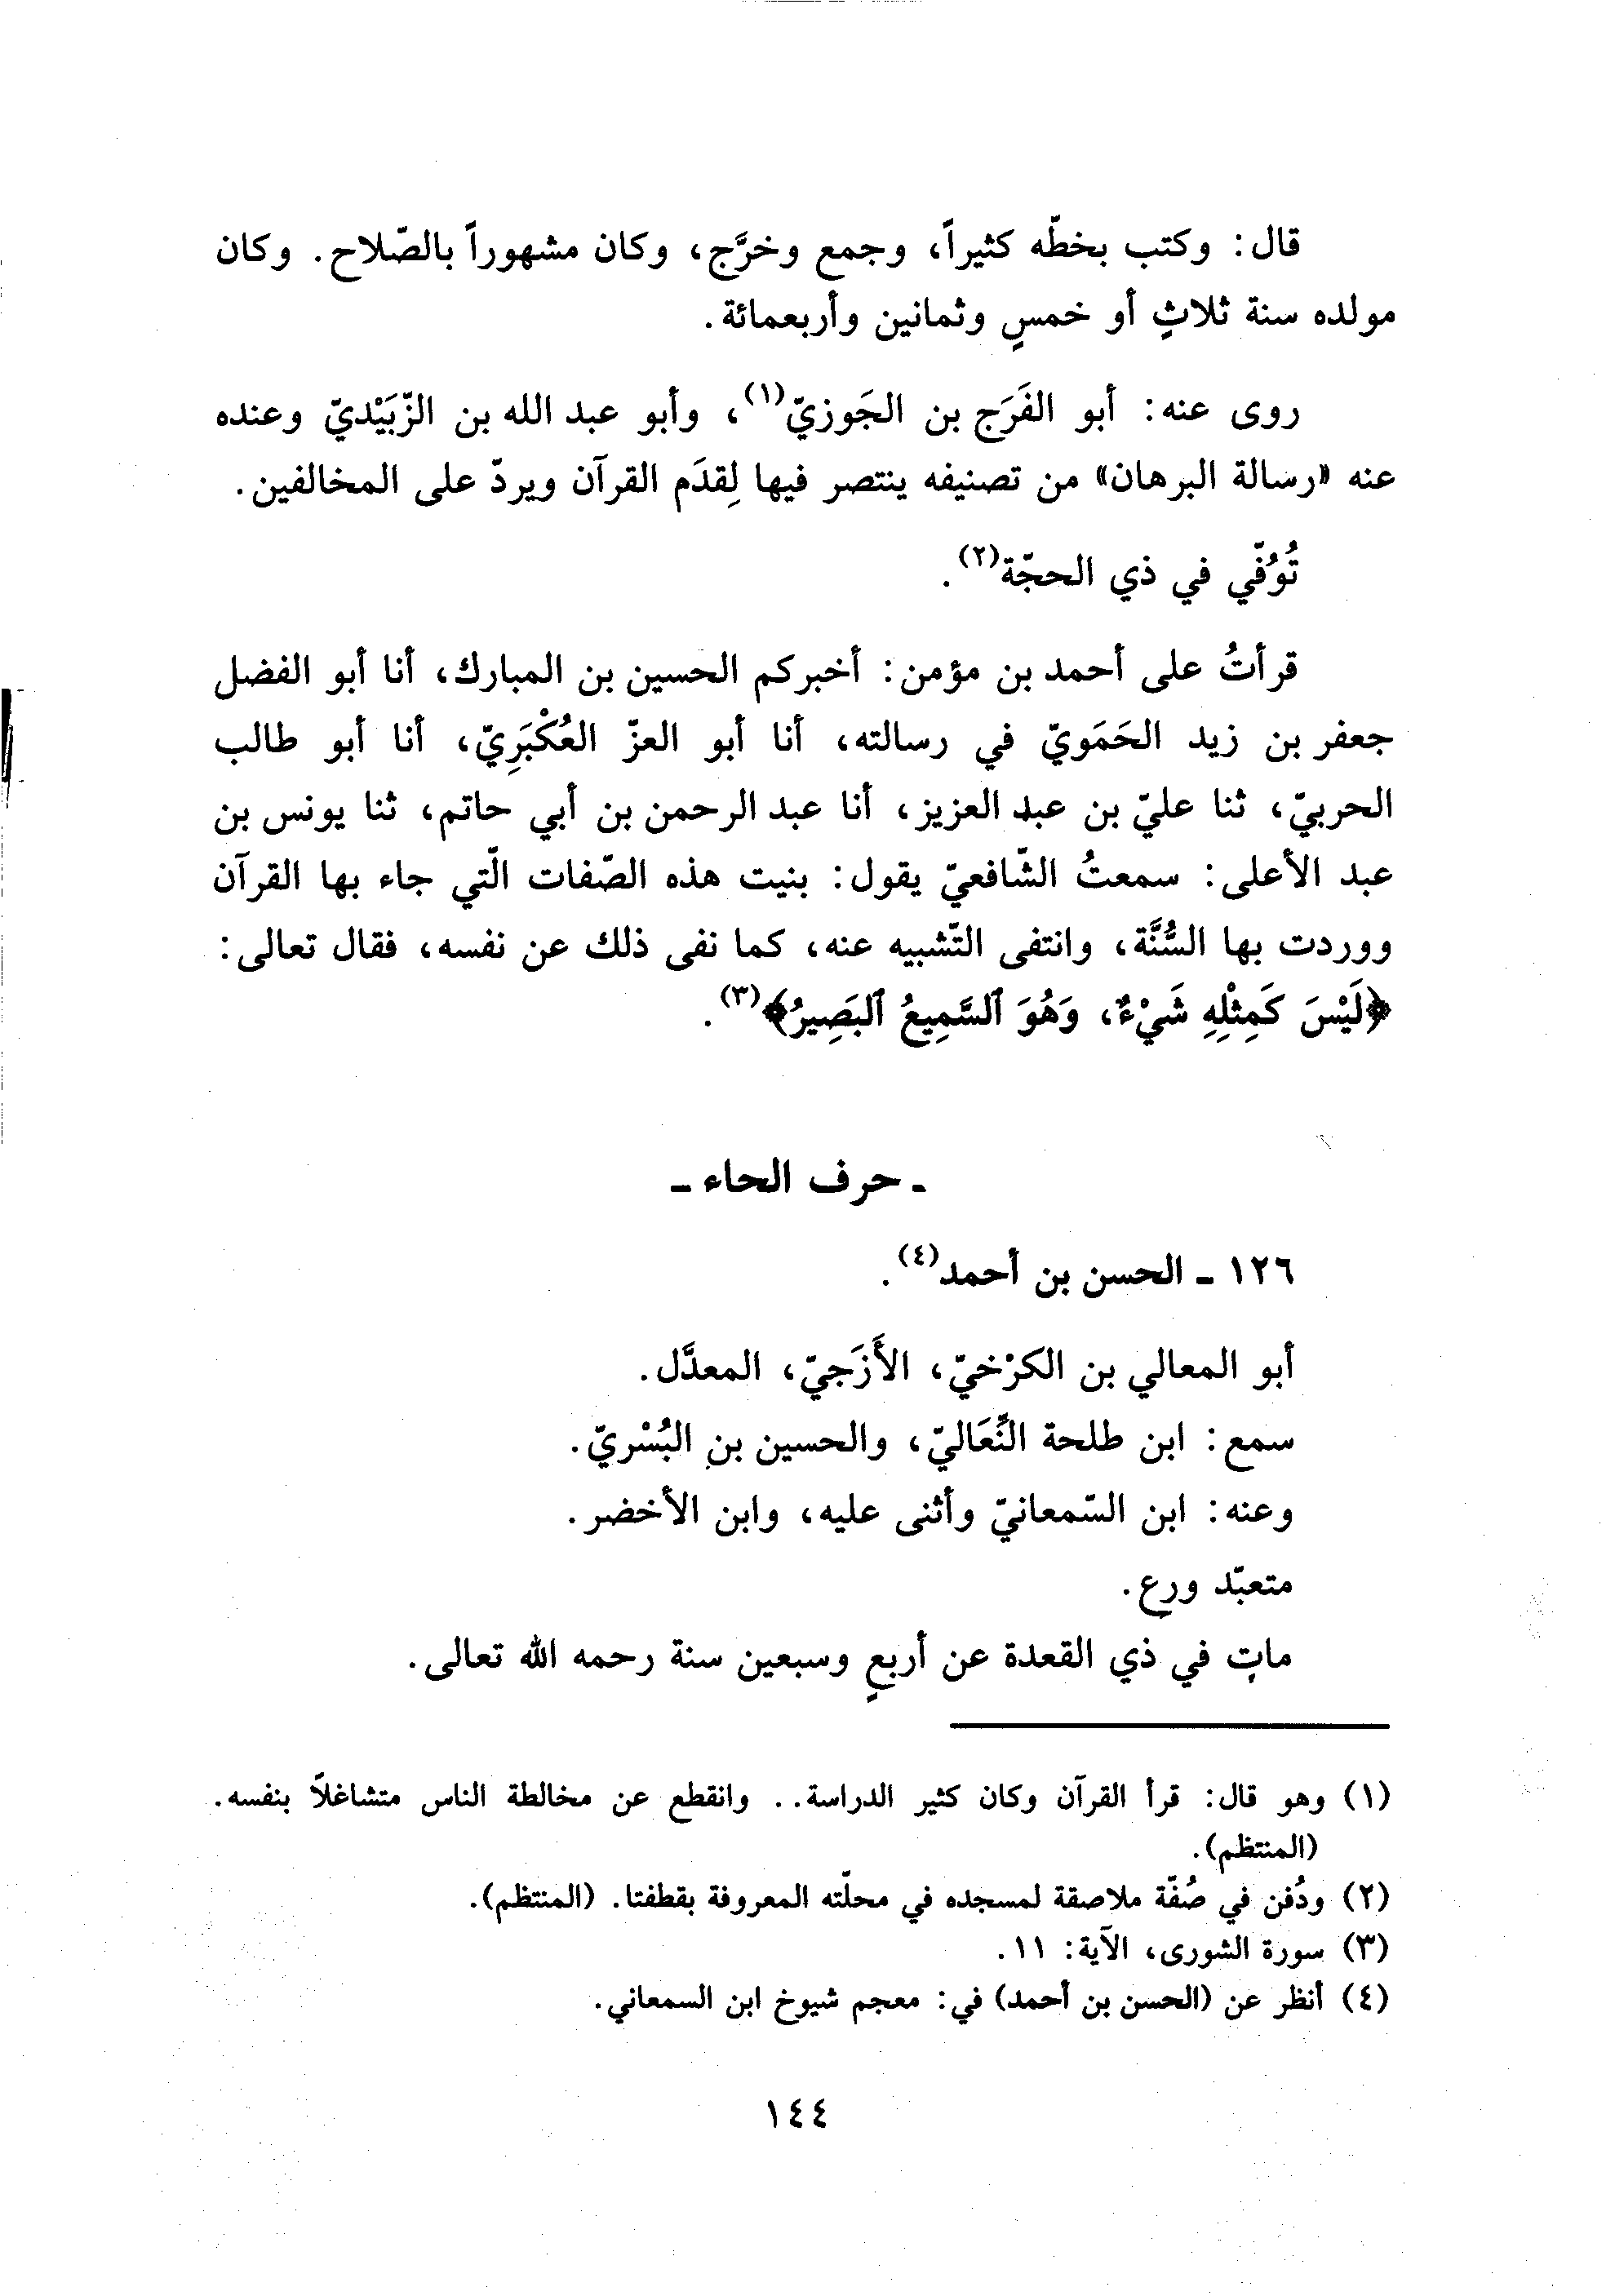 قال: وكتب بخطّه كثيراً، وجمع وخرَّج، وكان مشهوراً بالصّلاح. وكان
مولده سنة ثلاثٍ أو خمسٍ وثمانين وأربعمائة.
روى عنه: أبو الفَرَج بن الجَوزيّ(١)، وأبو عبد الله بن الزّبَيْديّ وعنده
عنه «رسالة البرهان» من تصنيفه ينتصر فيها لِقدَم القرآن ويردّ على المخالفين.
تُوُفّي في ذي الحجّة(٢).
قرأتُ على أحمد بن مؤمن: أخبركم الحسين بن المبارك، أنا أبو الفضل
جعفر بن زيد الحَمَويّ في رسالته، أنا أبو العزّ العُكْبَرِيّ، أنا أبو طالب
الحربيّ، ثنا عليّ بن عبد العزيز، أنا عبد الرحمن بن أبي حاتم، ثنا يونس بن
عبد الأعلى: سمعتُ الشّافعيّ يقول: بنيت هذه الصّفات الّتي جاء بها القرآن
ووردت بها السُّنَّة، وانتفى التّشبيه عنه، كما نفى ذلك عن نفسه، فقال تعالى:
﴿لَيْسَ كَمِثْلِهِ شَيْءٌ، وَهُوَ ٱلسَّمِيعُ ٱلبَصِيرُ﴾(٣).
ـ حرف الحاء ـ
١٢٦ ـ الحسن بن أحمد(٤).
أبو المعالي بن الكرْخيّ، الأَزَجيّ، المعدَّل.
سمع: ابن طلحة النِّعَاليّ، والحسين بن البُسْريّ.
وعنه: ابن السّمعانيّ وأثنى عليه، وابن الأخضر.
متعبّد ورِع.
مات في ذي القعدة عن أربعٍ وسبعين سنة رحمه الله تعالى.
(١) وهو قال: قرأ القرآن وكان كثير الدراسة.. وانقطع عن مخالطة الناس متشاغلاً بنفسه.
(المنتظم).
(٢) ودُفن في صُفّة ملاصقة لمسجده في محلّته المعروفة بقطفتا. (المنتظم).
(٣) سورة الشورى، الآية: ١١.
(٤) أنظر عن (الحسن بن أحمد) في: معجم شيوخ ابن السمعاني.
١٤٤